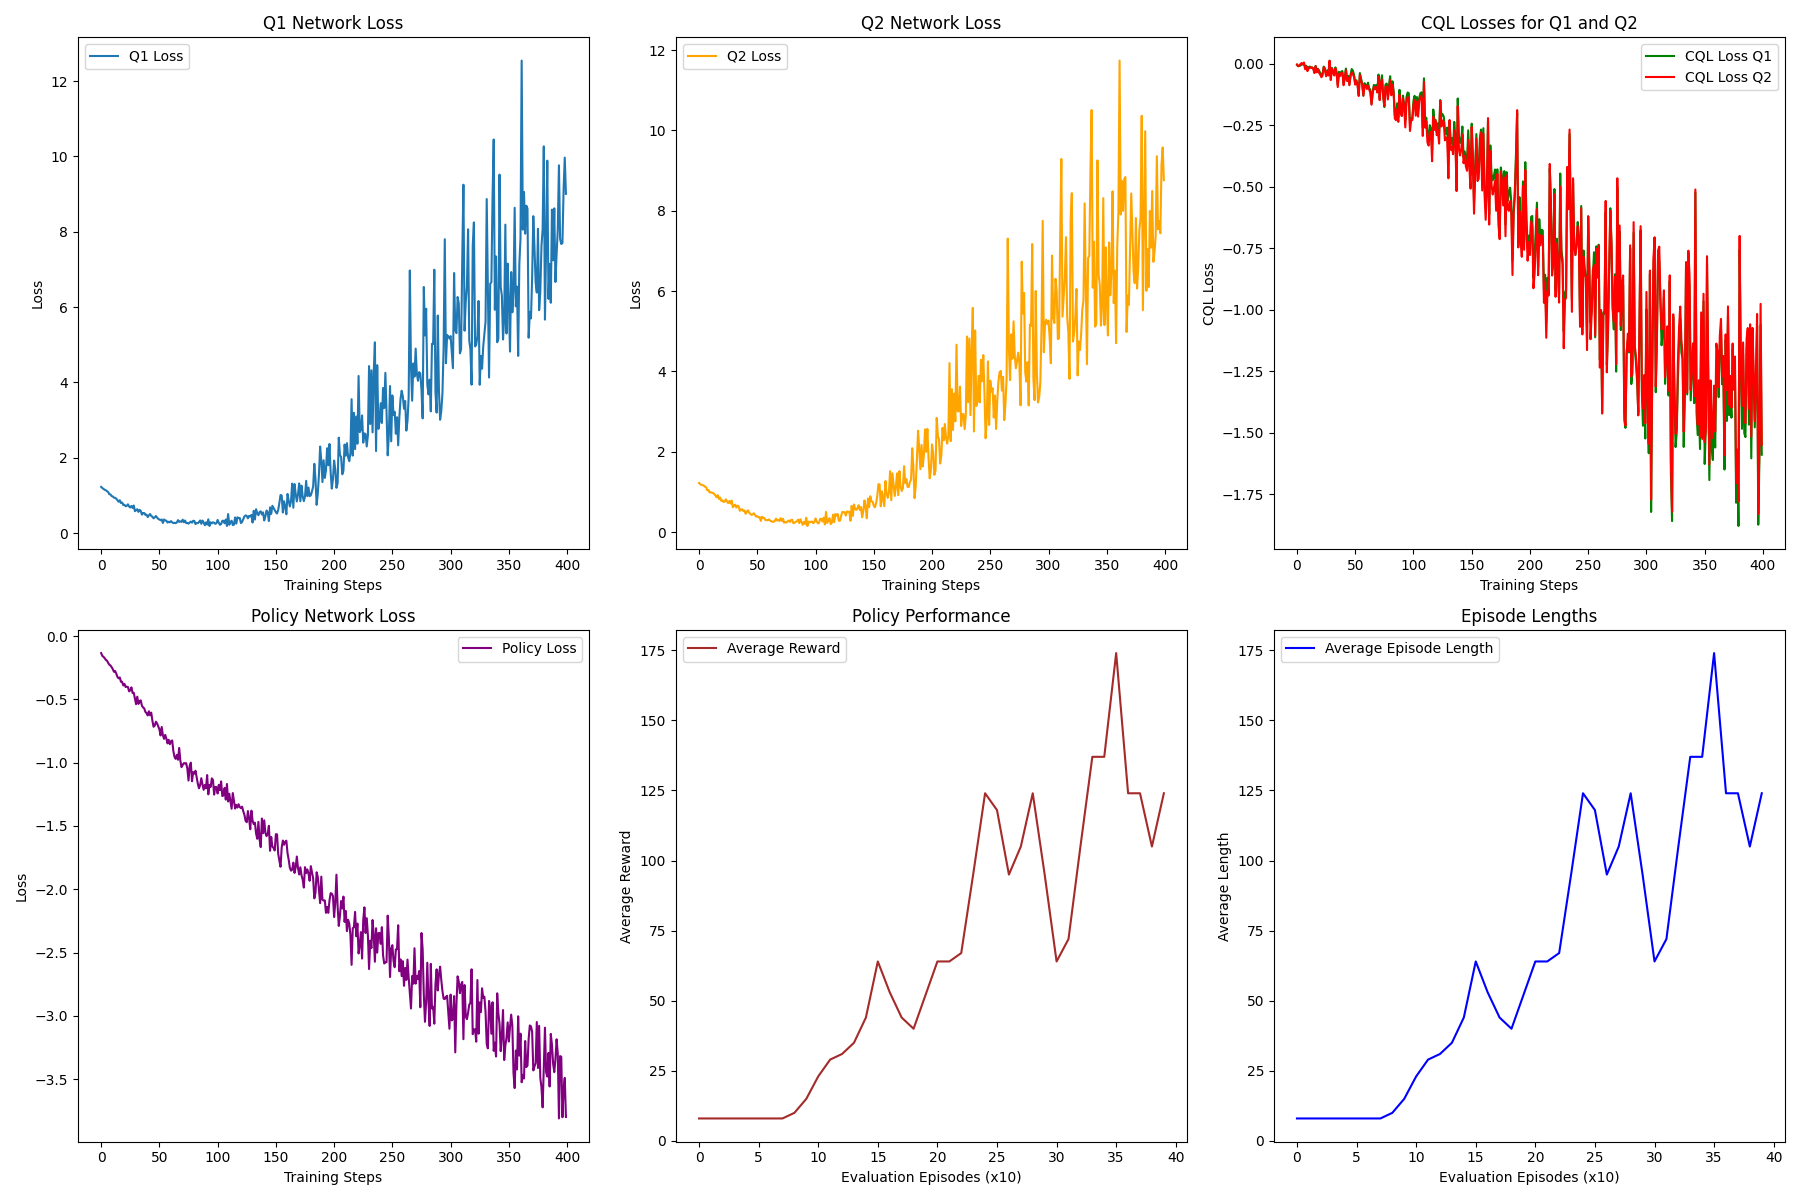 Q1 Network Loss
Q1 Loss
12
10
8
6
4
2
0
Loss
0 50 100 150 200 250 300 350 400
Training Steps
Q2 Network Loss
Q2 Loss
12
10
8
6
4
2
0
Loss
0 50 100 150 200 250 300 350 400
Training Steps
CQL Losses for Q1 and Q2
CQL Loss Q1
CQL Loss Q2
0.00
−0.25
−0.50
−0.75
−1.00
−1.25
−1.50
−1.75
CQL Loss
0 50 100 150 200 250 300 350 400
Training Steps
Policy Network Loss
Policy Loss
0.0
−0.5
−1.0
−1.5
−2.0
−2.5
−3.0
−3.5
Loss
0 50 100 150 200 250 300 350 400
Training Steps
Policy Performance
Average Reward
175
150
125
100
75
50
25
0
Average Reward
0 5 10 15 20 25 30 35 40
Evaluation Episodes (x10)
Episode Lengths
Average Episode Length
175
150
125
100
75
50
25
0
Average Length
0 5 10 15 20 25 30 35 40
Evaluation Episodes (x10)